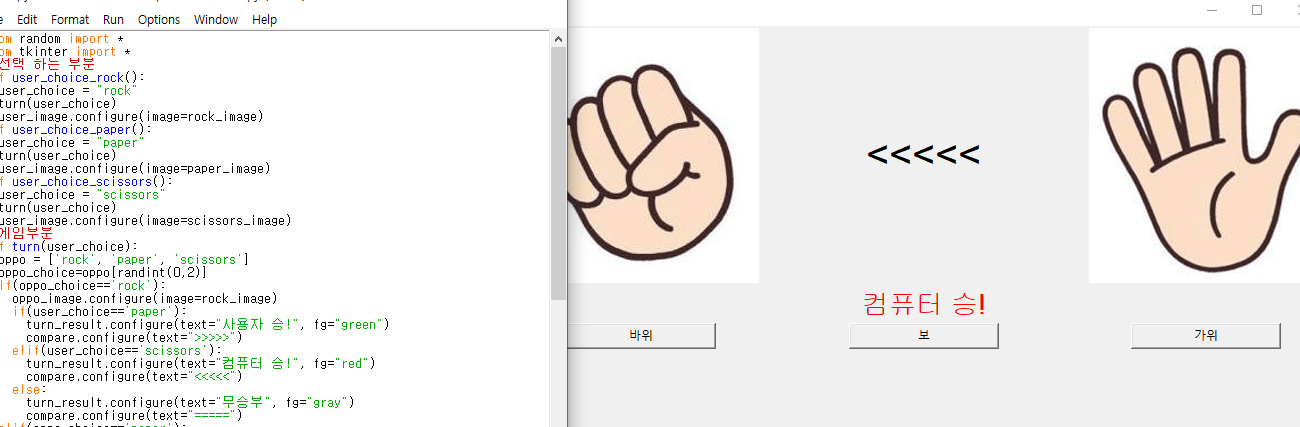 Edit Format Run Options Window Help
om random import *
om tkinter import *
선택 하는 부분
f user_choice_rock():
user_choice = "rock"
turn(user_choice)
user_image.configure(image=rock_image)
f user_choice_paper():
user_choice = "paper"
turn(user_choice)
user_image.configure(image=paper_image)
f user_choice_scissors():
user_choice = "scissors"
turn(user_choice)
user_image.configure(image=scissors_image)
게임부분
f turn(user_choice):
oppo = ['rock', 'paper', 'scissors']
oppo_choice=oppo[randint(0,2)]
if(oppo_choice=='rock'):
oppo_image.configure(image=rock_image)
if(user_choice=='paper'):
turn_result.configure(text="사용자 승!", fg="green")
compare.configure(text=">>>>>")
elif(user_choice=='scissors'):
turn_result.configure(text="컴퓨터 승!", fg="red")
compare.configure(text="<<<<<")
else:
turn_result.configure(text="무승부", fg="gray")
compare.configure(text="=====")
<<<<<
컴퓨터 승!
바위
보
가위